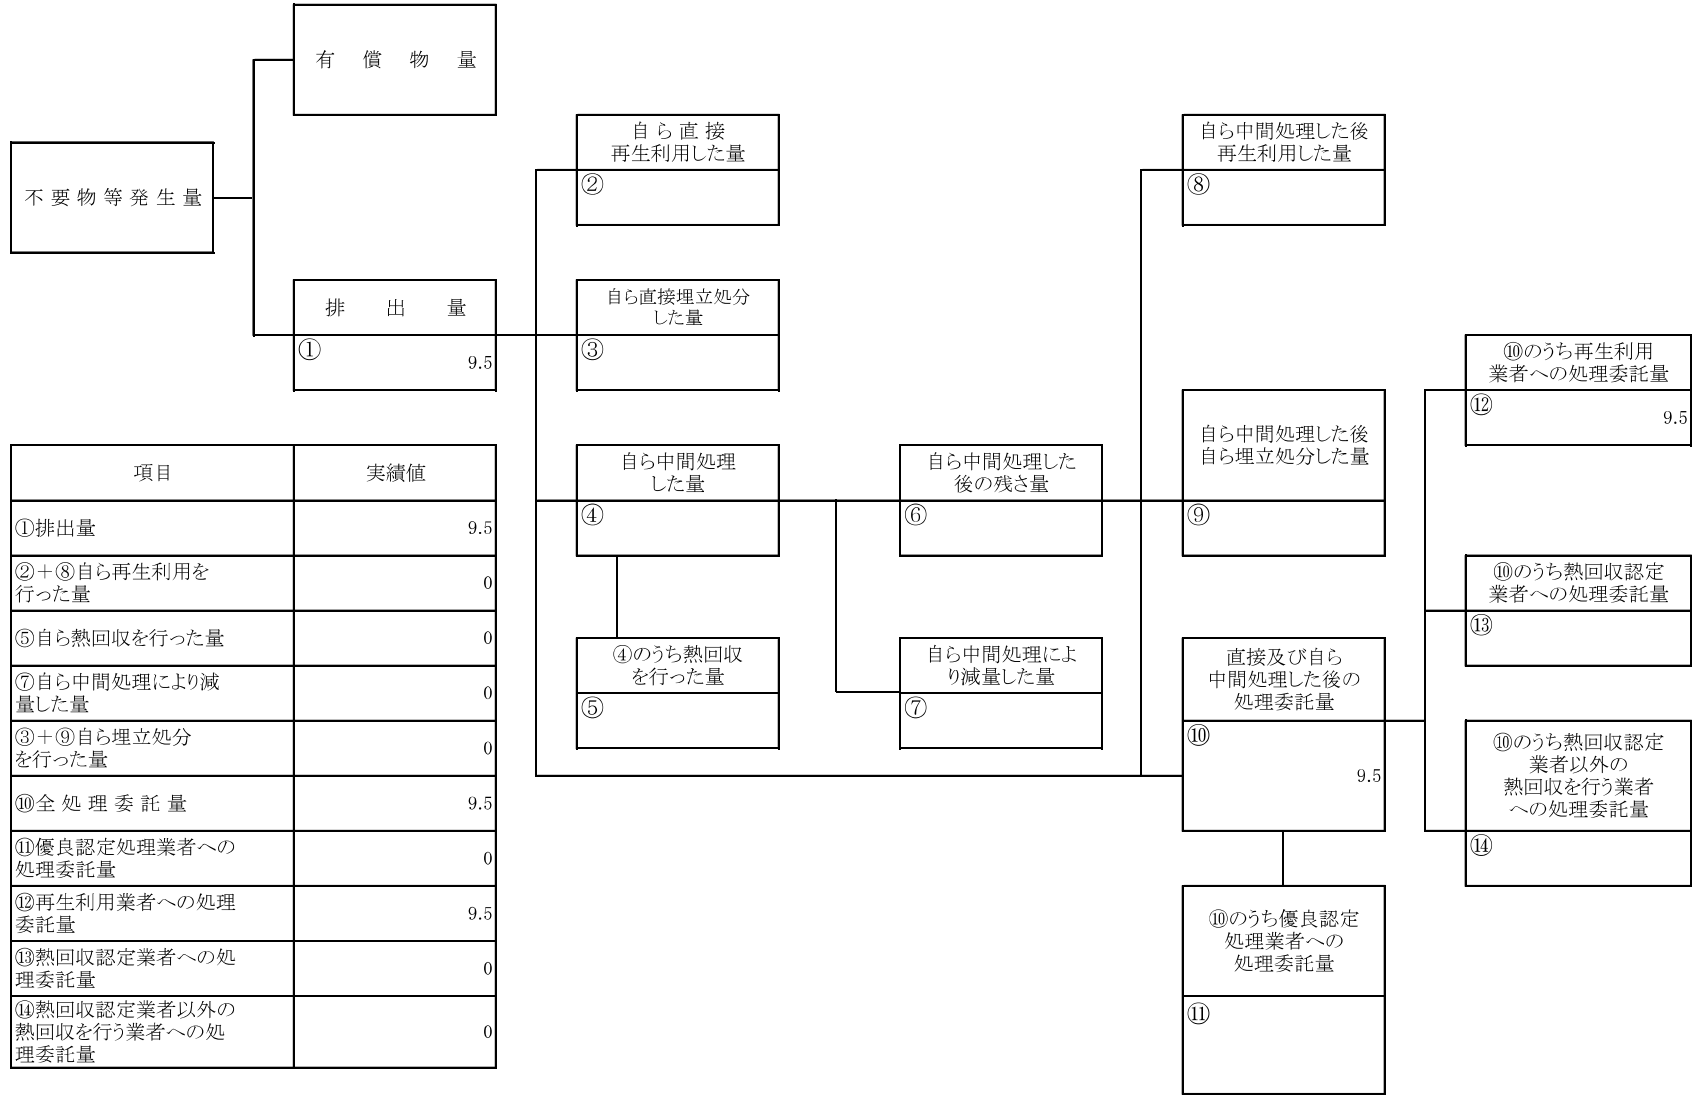 有償物量
不要物等発生量
排出量
①
9.5
自ら直接
再生利用した量
②
自ら直接埋立処分
した量
③
自ら中間処理
した量
④
④のうち熱回収
を行った量
⑤
自ら中間処理した
後の残さ量
⑥
自ら中間処理によ
り減量した量
⑦
自ら中間処理した後
再生利用した量
⑧
自ら中間処理した後
自ら埋立処分した量
⑨
直接及び自ら
中間処理した後の
処理委託量
⑩
9.5
⑩のうち優良認定
処理業者への
処理委託量
⑪
⑩のうち再生利用
業者への処理委託量
⑫
9.5
⑩のうち熱回収認定
業者への処理委託量
⑬
⑩のうち熱回収認定
業者以外の
熱回収を行う業者
への処理委託量
⑭
項目 実績値
①排出量 9.5
②＋⑧自ら再生利用を
行った量 0
⑤自ら熱回収を行った量 0
⑦自ら中間処理により減
量した量 0
③＋⑨自ら埋立処分
を行った量 0
⑩全処理委託量 9.5
⑪優良認定処理業者への
処理委託量 0
⑫再生利用業者への処理
委託量 9.5
⑬熱回収認定業者への処
理委託量 0
⑭熱回収認定業者以外の
熱回収を行う業者への処
理委託量 0